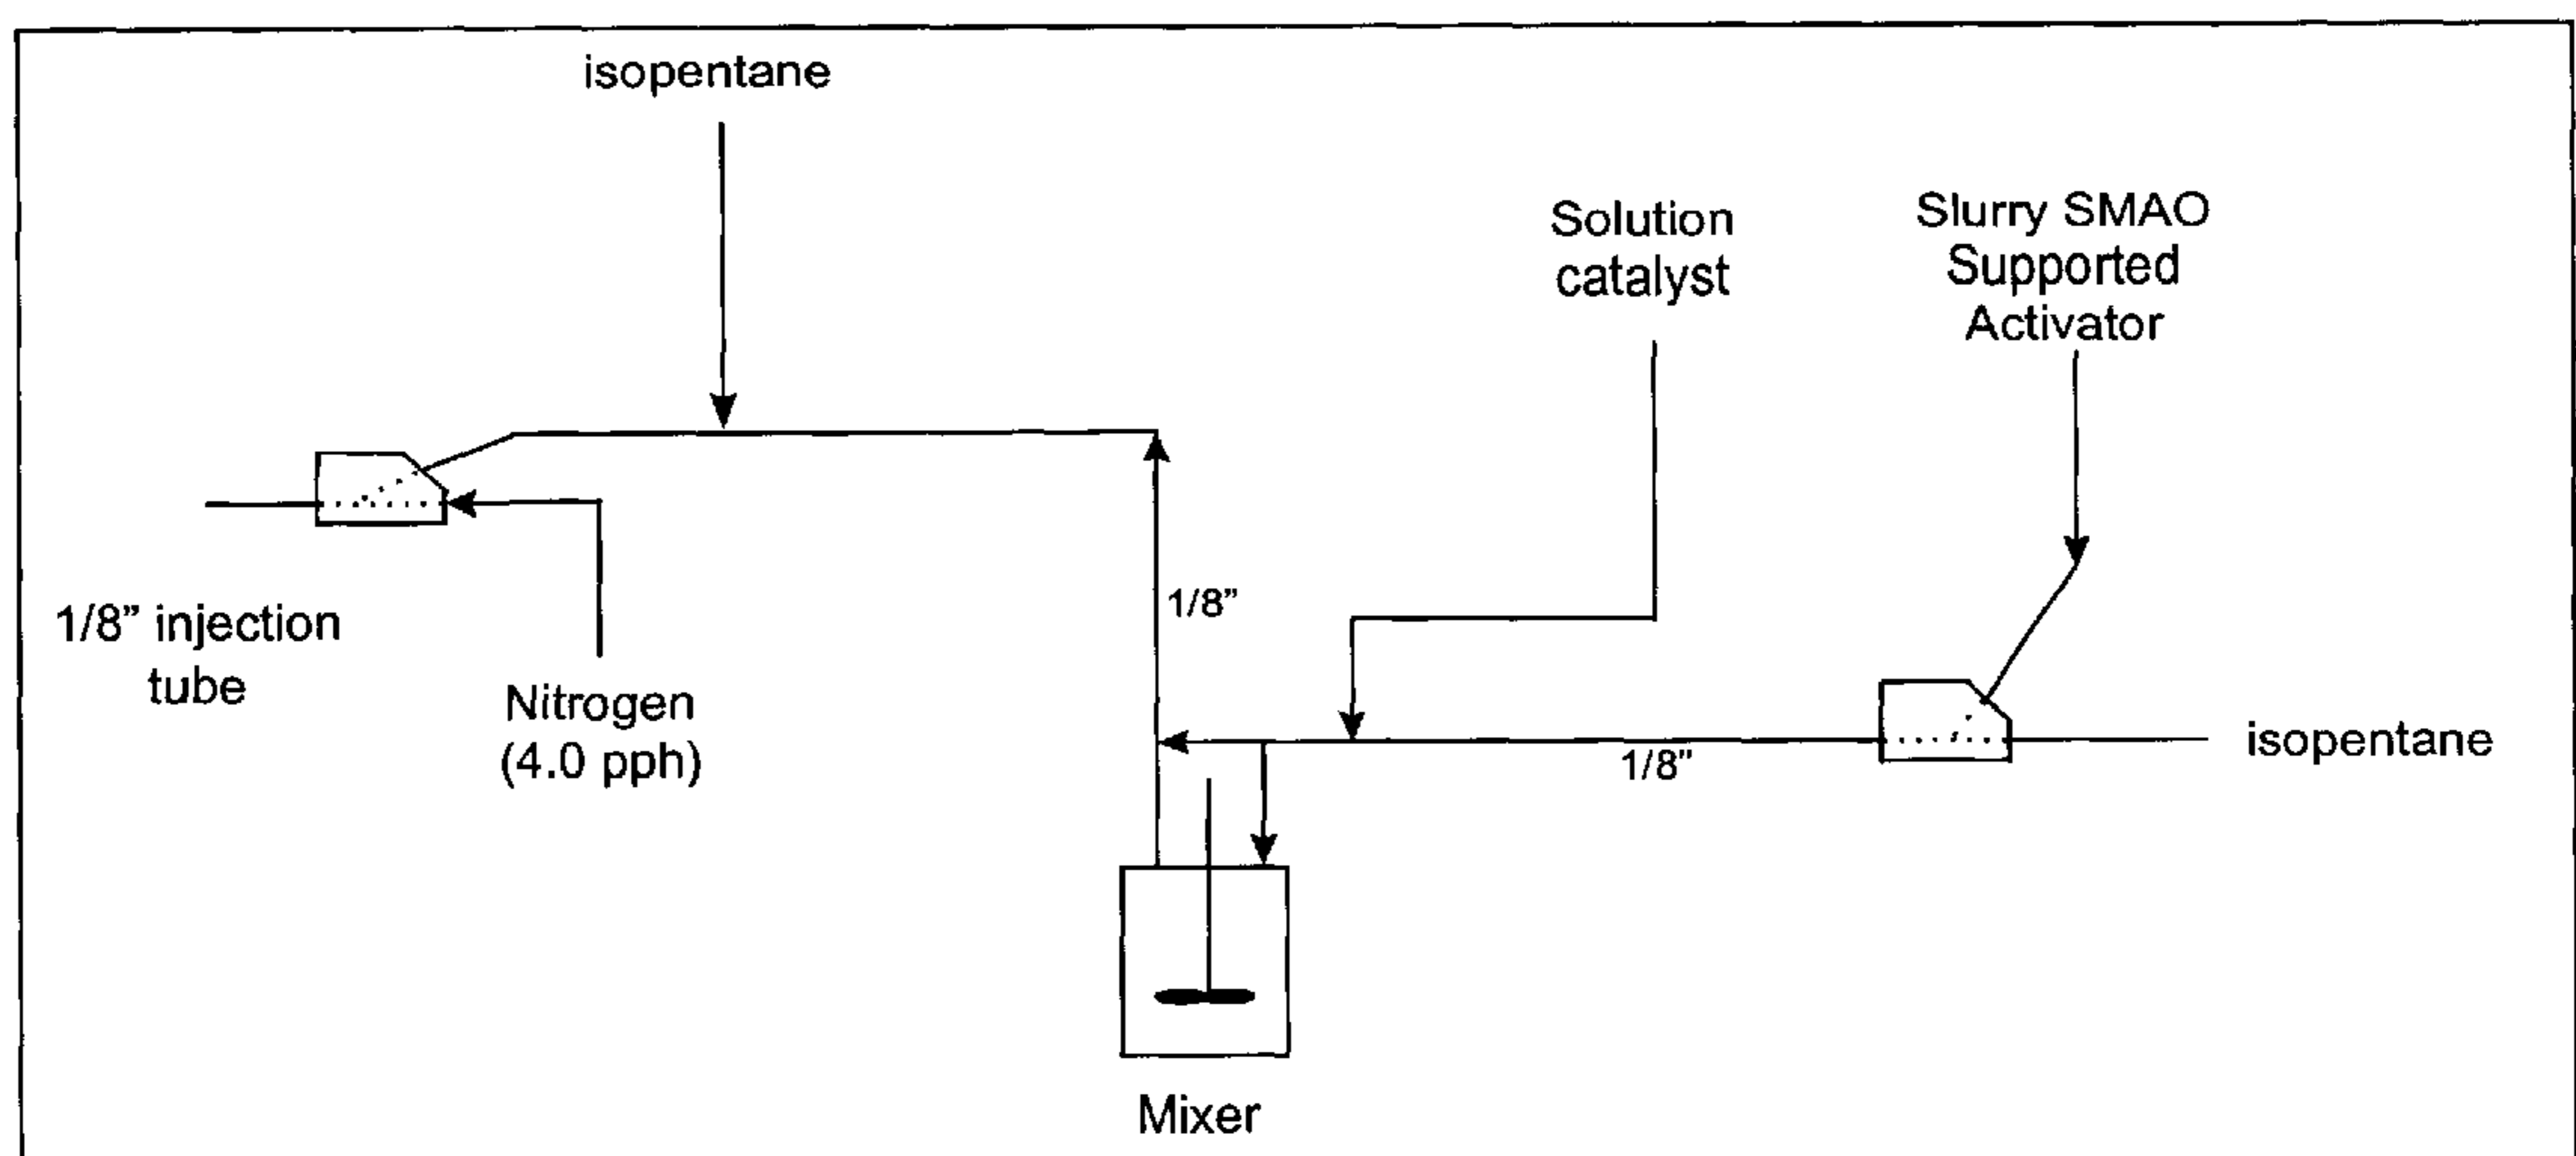 isopentane
Solution
catalyst
Slurry SMAO
Supported
Activator
1/8”
1/8” injection
tube
Nitrogen
(4.0 pph)
1/8”
isopentane
Mixer